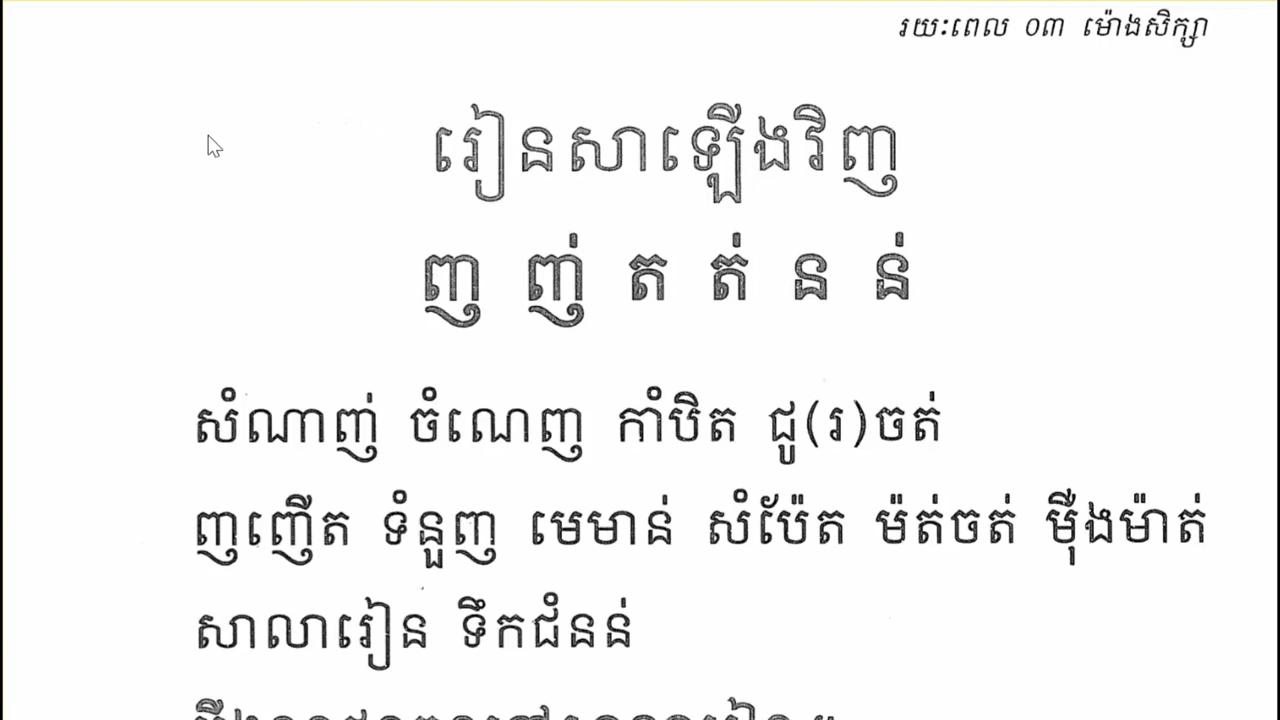 រយៈពេល ០៣ ម៉ោងសិក្សា
រៀនសាឡើងវិញ
ញ ញ់ ត ត់ ន ន់
សំណាញ់ ចំណេញ កាំបិត ជូ(រ)ចត់
ញញើត ទំនួញ មេមាន់ សំប៉ែត ម៉ត់ចត់ ម៉ឺងម៉ាត់
សាលារៀន ទឹកជំនន់